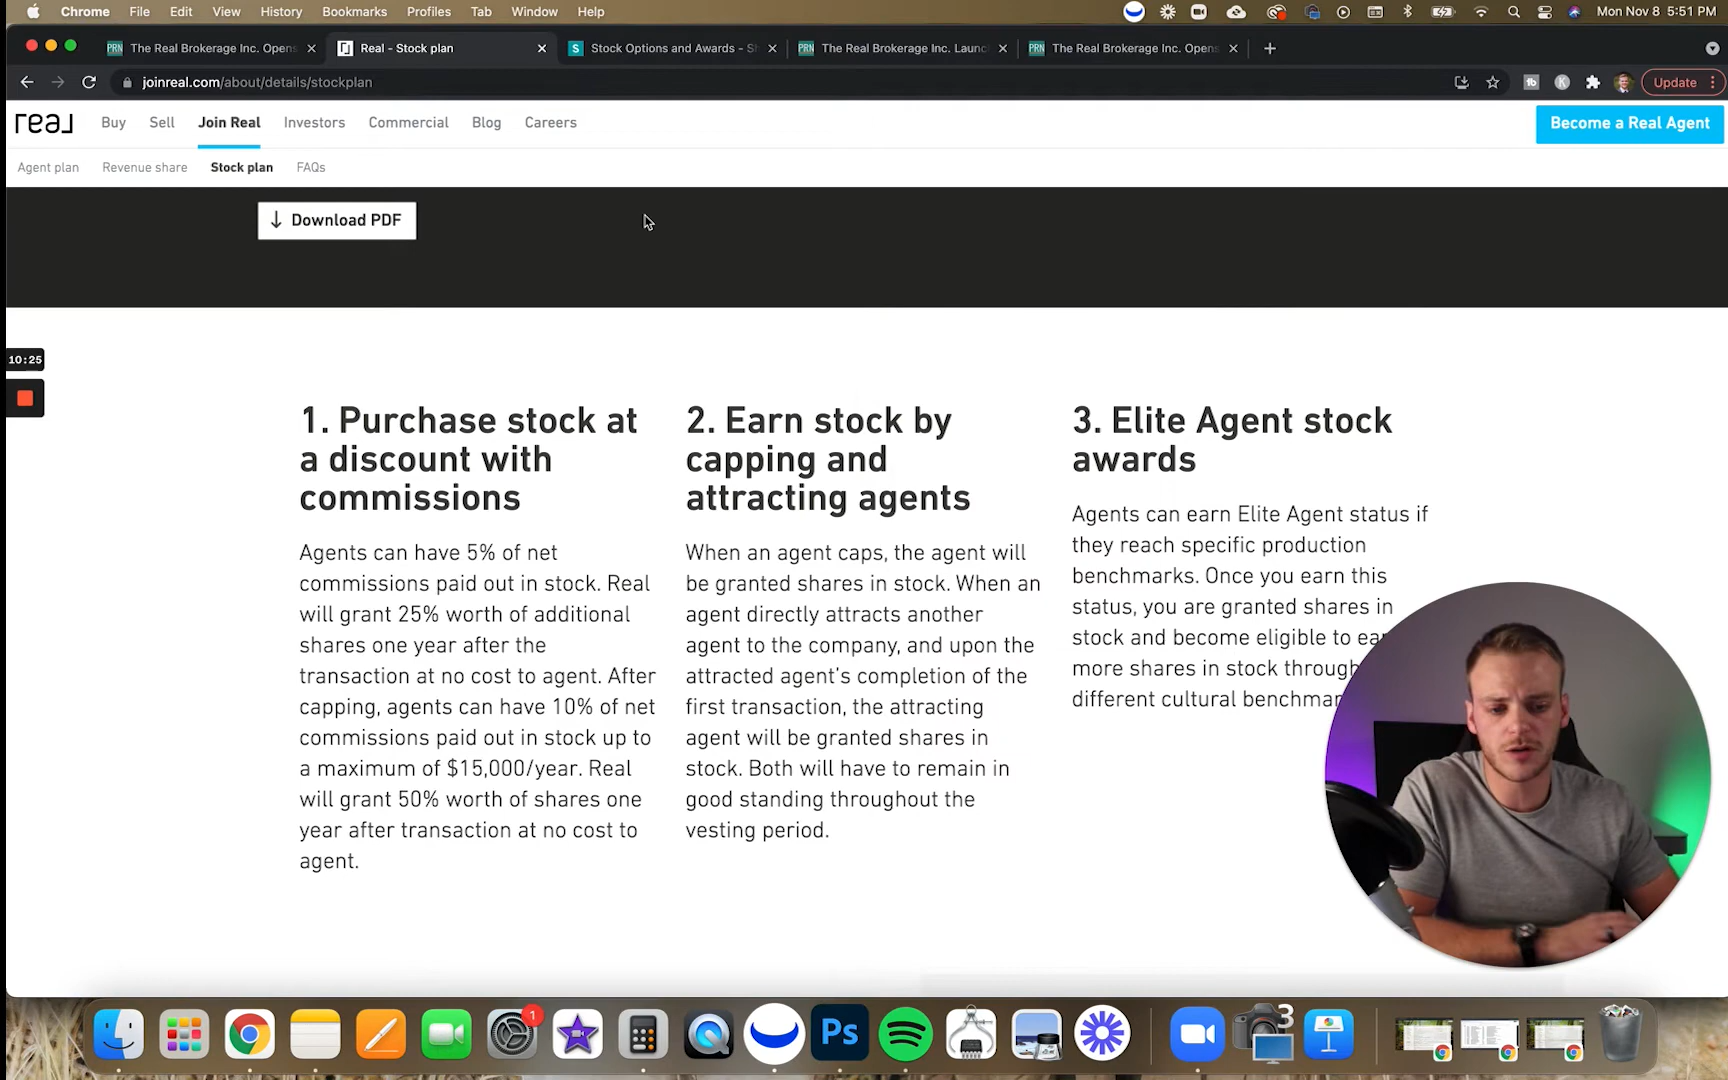 Chrome File Edit View History Bookmarks Profiles Tab Window Help
Mon Nov 8 5:51 PM
PRN The Real Brokerage Inc. Opens
Real - Stock plan
S Stock Options and Awards - S
PRN The Real Brokerage Inc. Launc
PRN The Real Brokerage Inc. Opens
joinreal.com/about/details/stockplan
Update
real Buy Sell Join Real Investors Commercial Blog Careers
Become a Real Agent
Agent plan Revenue share Stock plan FAQs
Download PDF
10:25
1. Purchase stock at
a discount with
commissions
Agents can have 5% of net
commissions paid out in stock. Real
will grant 25% worth of additional
shares one year after the
transaction at no cost to agent. After
capping, agents can have 10% of net
commissions paid out in stock up to
a maximum of $15,000/year. Real
will grant 50% worth of shares one
year after transaction at no cost to
agent.
2. Earn stock by
capping and
attracting agents
When an agent caps, the agent will
be granted shares in stock. When an
agent directly attracts another
agent to the company, and upon the
attracted agent's completion of the
first transaction, the attracting
agent will be granted shares in
stock. Both will have to remain in
good standing throughout the
vesting period.
3. Elite Agent stock
awards
Agents can earn Elite Agent status if
they reach specific production
benchmarks. Once you earn this
status, you are granted shares in
stock and become eligible to ea
more shares in stock through
different cultural benchmar
1
Ps
3